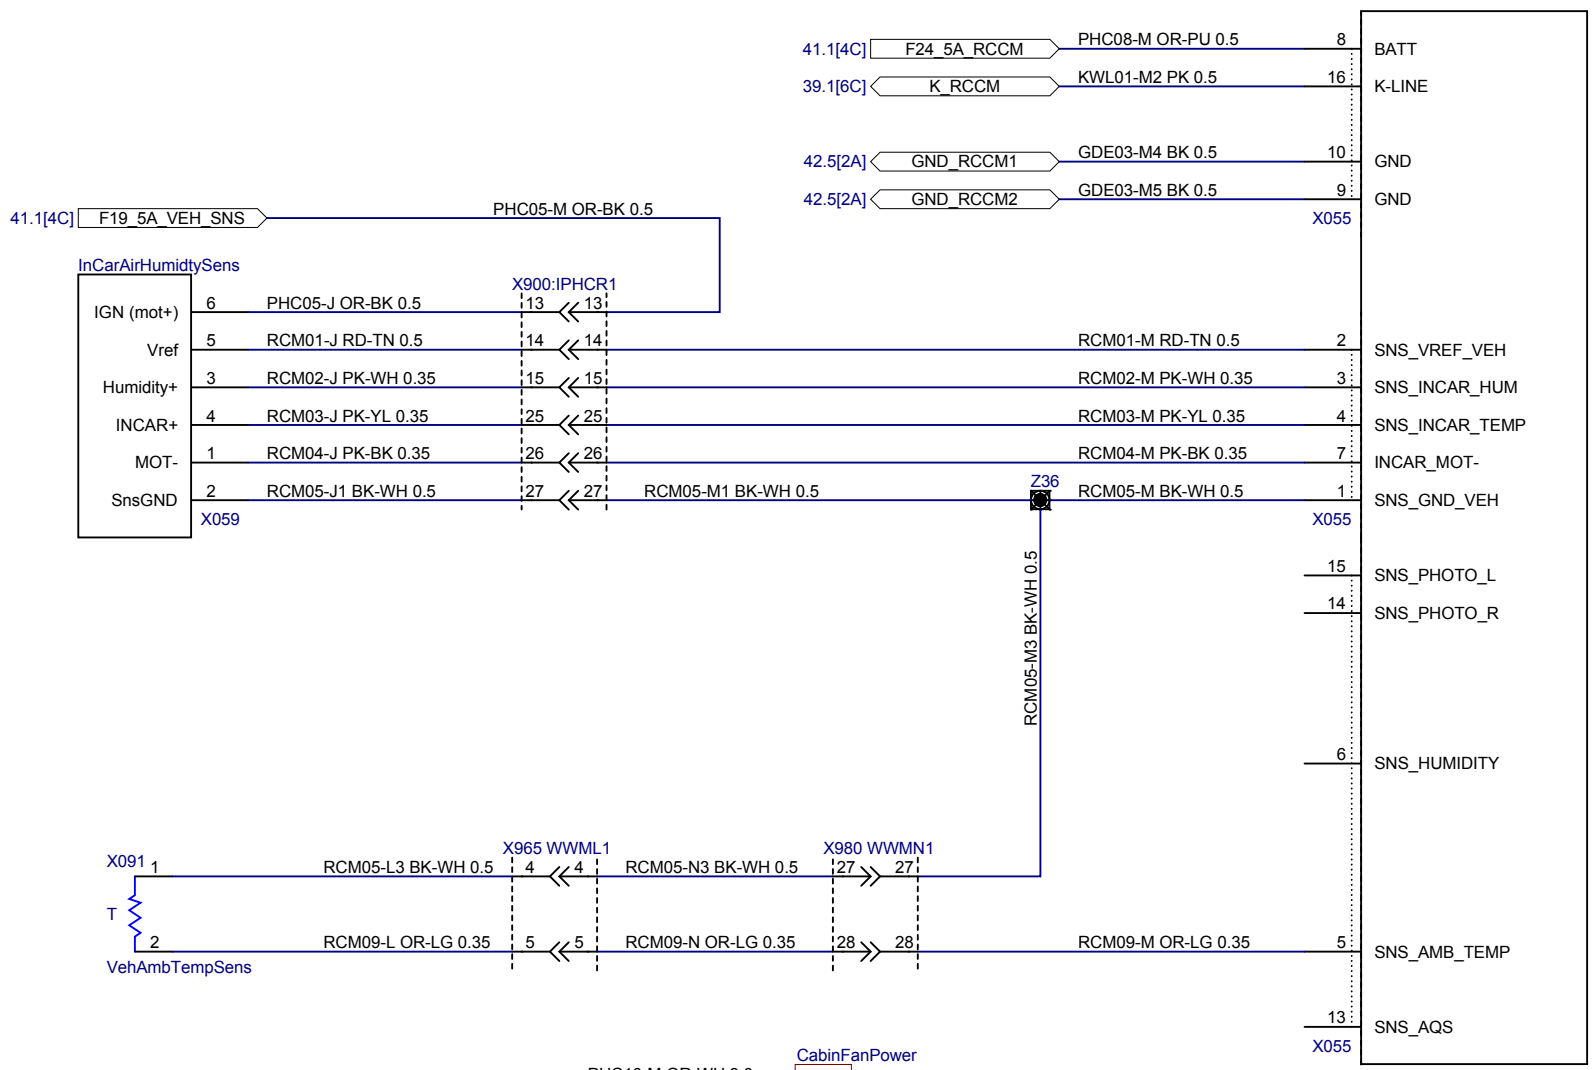 41.1[4C] F24_5A_RCCM PHC08-M OR-PU 0.5 8 BATT
39.1[6C] K_RCCM KWL01-M2 PK 0.5 16 K-LINE
42.5[2A] GND_RCCM1 GDE03-M4 BK 0.5 10 GND
42.5[2A] GND_RCCM2 GDE03-M5 BK 0.5 9 GND
X055
41.1[4C] F19_5A_VEH_SNS PHC05-M OR-BK 0.5
InCarAirHumidtySens
X900:IPHCR1
IGN (mot+) 6 PHC05-J OR-BK 0.5 13 13
Vref 5 RCM01-J RD-TN 0.5 14 14 RCM01-M RD-TN 0.5 2 SNS_VREF_VEH
Humidity+ 3 RCM02-J PK-WH 0.35 15 15 RCM02-M PK-WH 0.35 3 SNS_INCAR_HUM
INCAR+ 4 RCM03-J PK-YL 0.35 25 25 RCM03-M PK-YL 0.35 4 SNS_INCAR_TEMP
MOT- 1 RCM04-J PK-BK 0.35 26 26 RCM04-M PK-BK 0.35 7 INCAR_MOT-
Z36
SnsGND 2 RCM05-J1 BK-WH 0.5 27 27 RCM05-M1 BK-WH 0.5 RCM05-M BK-WH 0.5 1 SNS_GND_VEH
X059 X055
RCM05-M3 BK-WH 0.5
15 SNS_PHOTO_L
14 SNS_PHOTO_R
6 SNS_HUMIDITY
X965 WWML1 X980 WWMN1
X091 1 RCM05-L3 BK-WH 0.5 4 4 RCM05-N3 BK-WH 0.5 27 27
T
2 RCM09-L OR-LG 0.35 5 5 RCM09-N OR-LG 0.35 28 28 RCM09-M OR-LG 0.35 5 SNS_AMB_TEMP
VehAmbTempSens
13 SNS_AQS
X055
CabinFanPower